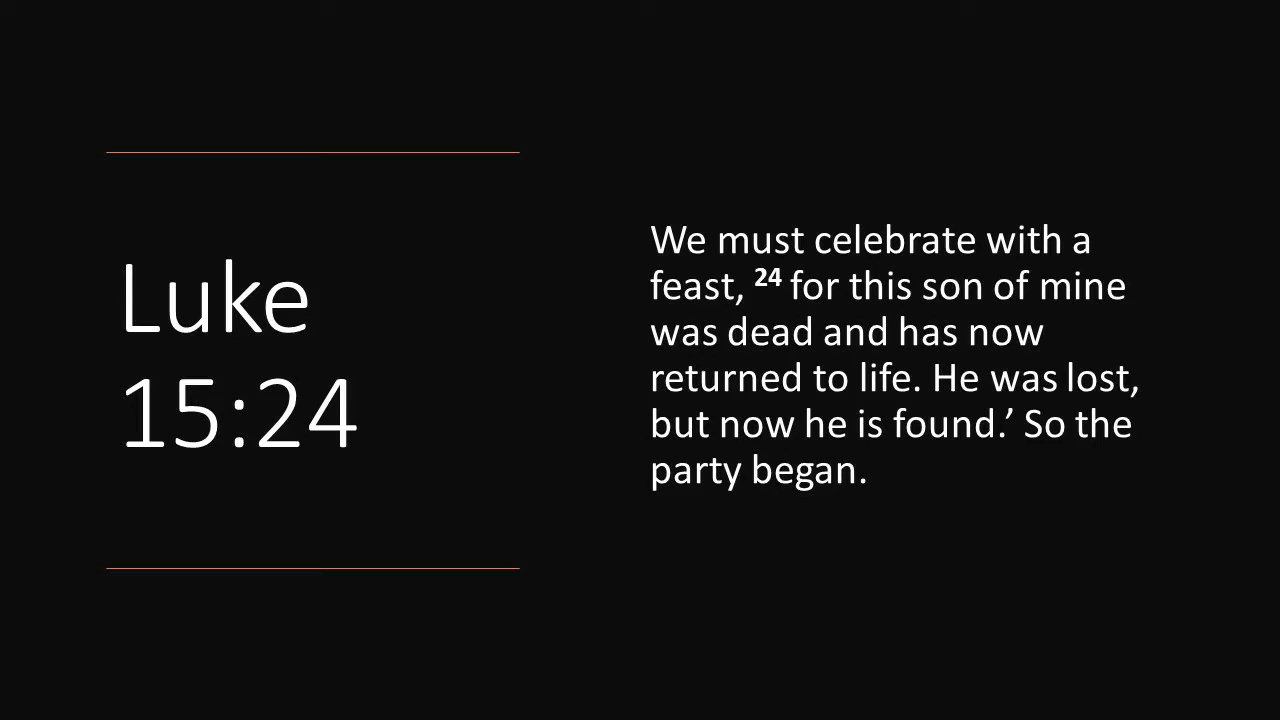 Luke
15:24
We must celebrate with a
feast, 24 for this son of mine
was dead and has now
returned to life. He was lost,
but now he is found.’ So the
party began.